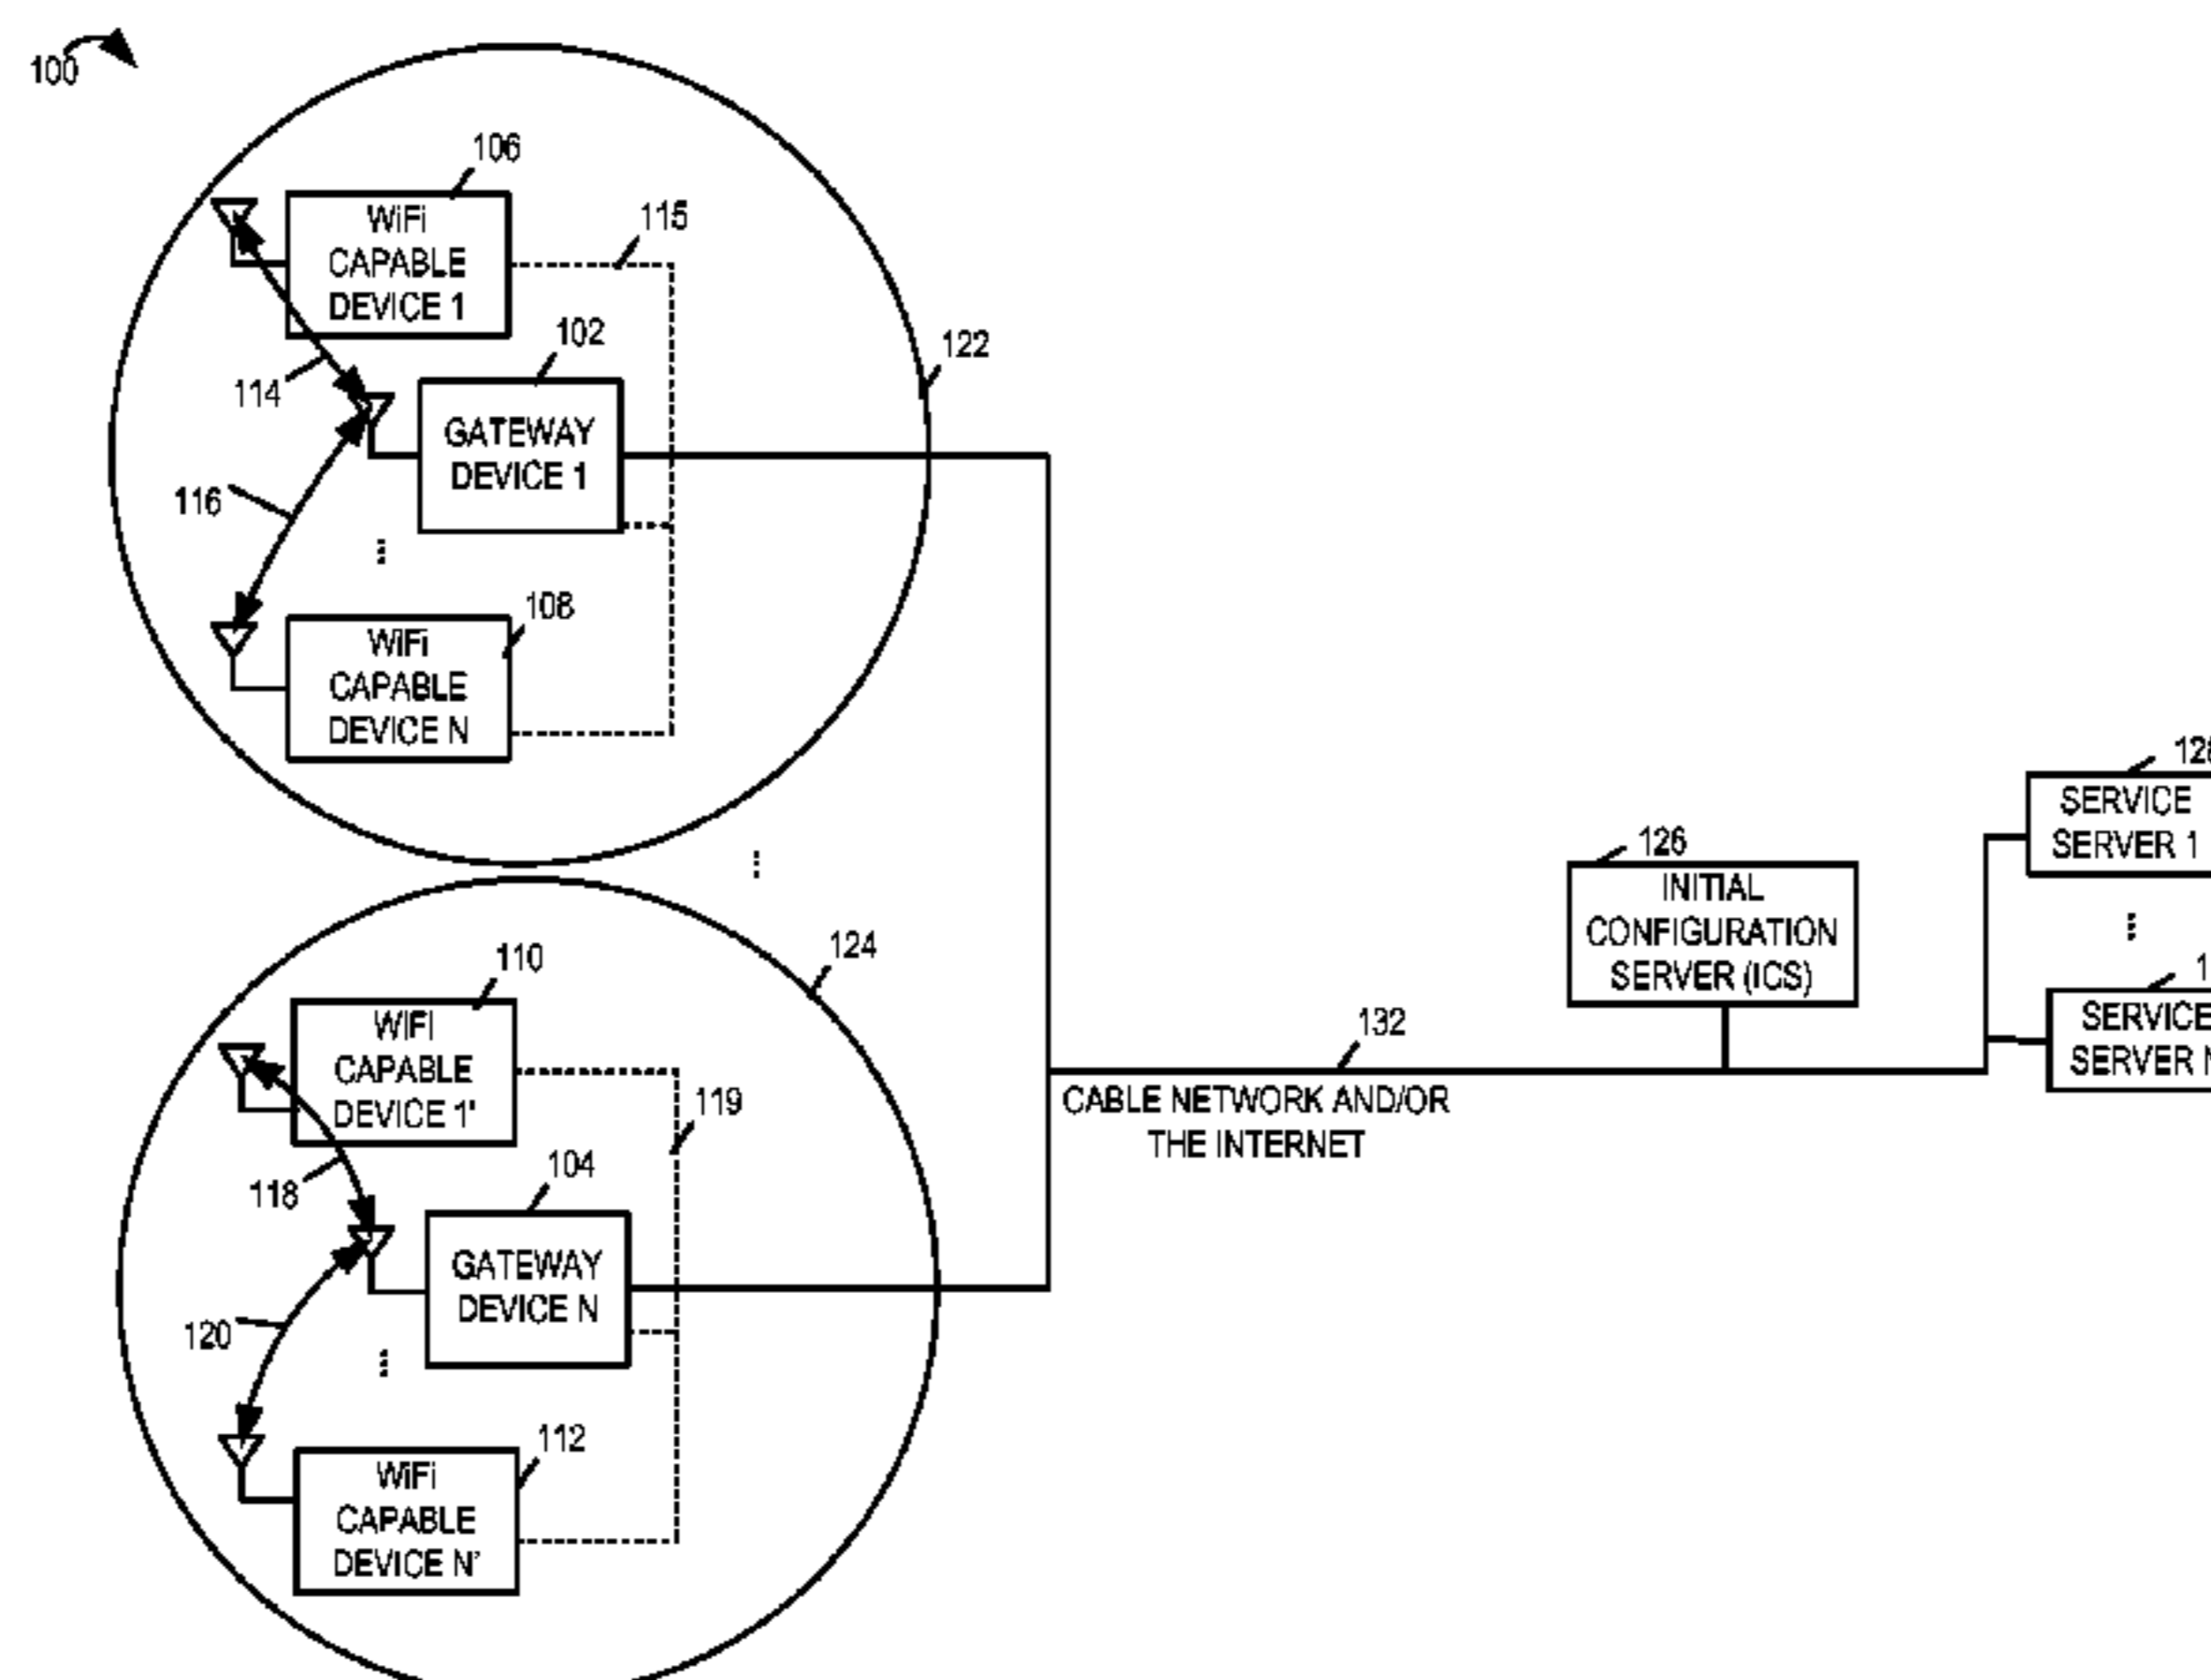 100
106
WiFi
CAPABLE
DEVICE 1
115
102
122
114
GATEWAY
DEVICE 1
116
108
WiFi
CAPABLE
DEVICE N
SERVICE
SERVER 1
126
INITIAL
CONFIGURATION
SERVER (ICS)
124
110
WIFI
CAPABLE
DEVICE 1'
SERVICE
SERVER N
132
CABLE NETWORK AND/OR
THE INTERNET
119
104
118
GATEWAY
DEVICE N
120
112
WiFi
CAPABLE
DEVICE N'